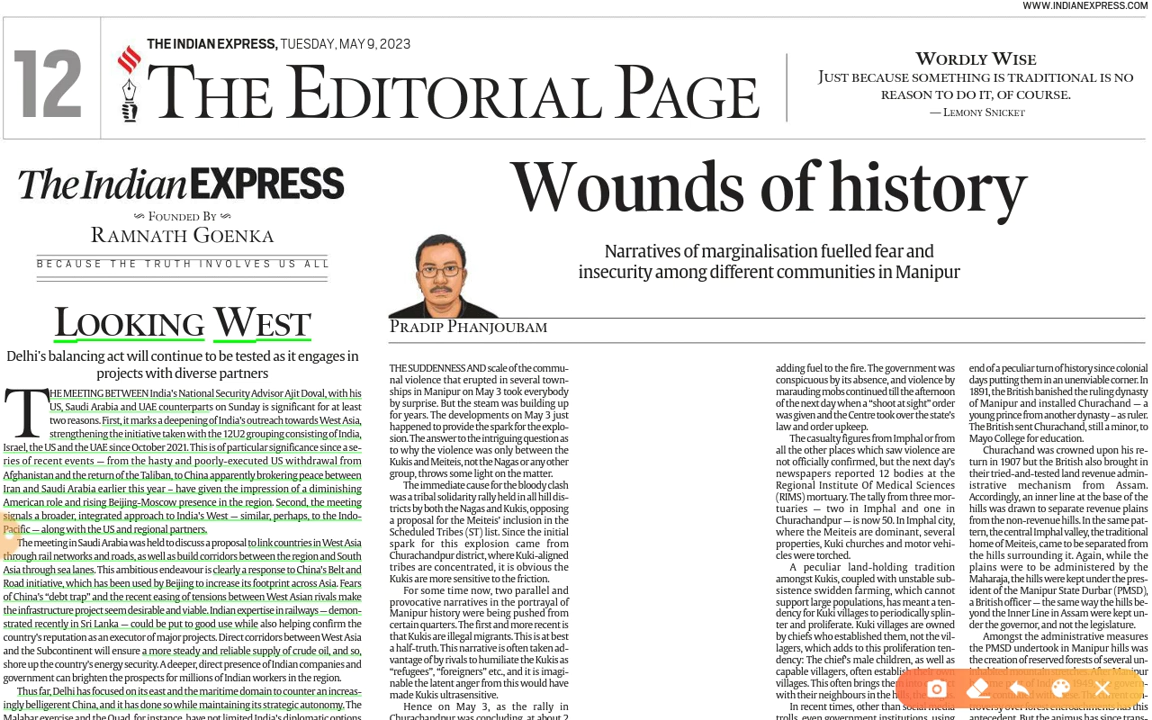 WWW.INDIANEXPRESS.COM
12
THE INDIAN EXPRESS, TUESDAY, MAY 9, 2023
THE EDITORIAL PAGE
WORDLY WISE
JUST BECAUSE SOMETHING IS TRADITIONAL IS NO
REASON TO DO IT, OF COURSE.
— LEMONY SNICKET
The Indian EXPRESS
FOUNDED BY
RAMNATH GOENKA
BECAUSE THE TRUTH INVOLVES US ALL
LOOKING WEST
Delhi's balancing act will continue to be tested as it engages in
projects with diverse partners
THE MEETING BETWEEN India's National Security Advisor Ajit Doval, with his
US, Saudi Arabia and UAE counterparts on Sunday is significant for at least
two reasons. First, it marks a deepening of India's outreach towards West Asia,
strengthening the initiative taken with the 12U2 grouping consisting of India,
Israel, the US and the UAE since October 2021. This is of particular significance since a se-
ries of recent events — from the hasty and poorly-executed US withdrawal from
Afghanistan and the return of the Taliban, to China apparently brokering peace between
Iran and Saudi Arabia earlier this year – have given the impression of a diminishing
American role and rising Beijing-Moscow presence in the region. Second, the meeting
signals a broader, integrated approach to India's West — similar, perhaps, to the Indo-
Pacific — along with the US and regional partners.
The meeting in Saudi Arabia was held to discuss a proposal to link countries in West Asia
through rail networks and roads, as well as build corridors between the region and South
Asia through sea lanes. This ambitious endeavour is clearly a response to China's Belt and
Road initiative, which has been used by Beijing to increase its footprint across Asia. Fears
of China's "debt trap" and the recent easing of tensions between West Asian rivals make
the infrastructure project seem desirable and viable. Indian expertise in railways — demon-
strated recently in Sri Lanka — could be put to good use while also helping confirm the
country's reputation as an executor of major projects. Direct corridors between West Asia
and the Subcontinent will ensure a more steady and reliable supply of crude oil, and so,
shore up the country's energy security. A deeper, direct presence of Indian companies and
government can brighten the prospects for millions of Indian workers in the region.
Thus far, Delhi has focused on its east and the maritime domain to counter an increas-
ingly belligerent China, and it has done so while maintaining its strategic autonomy. The
Malabar exercise and the Quad, for instance, have not limited India's diplomatic options
Wounds of history
Narratives of marginalisation fuelled fear and
insecurity among different communities in Manipur
PRADIP PHANJOUBAM
THE SUDDENNESS AND scale of the commu-
nal violence that erupted in several town-
ships in Manipur on May 3 took everybody
by surprise. But the steam was building up
for years. The developments on May 3 just
happened to provide the spark for the explo-
sion. The answer to the intriguing question as
to why the violence was only between the
Kukis and Meiteis, not the Nagas or any other
group, throws some light on the matter.
The immediate cause for the bloody clash
was a tribal solidarity rally held in all hill dis-
tricts by both the Nagas and Kukis, opposing
a proposal for the Meiteis' inclusion in the
Scheduled Tribes (ST) list. Since the initial
spark for this explosion came from
Churachandpur district, where Kuki-aligned
tribes are concentrated, it is obvious the
Kukis are more sensitive to the friction.
For some time now, two parallel and
provocative narratives in the portrayal of
Manipur history were being pushed from
certain quarters. The first and more recent is
that Kukis are illegal migrants. This is at best
a half-truth. This narrative is often taken ad-
vantage of by rivals to humiliate the Kukis as
"refugees", "foreigners" etc., and it is imagi-
nable the latent anger from this would have
made Kukis ultrasensitive.
Hence on May 3, as the rally in
Churachandpur was concluding, at about 2
adding fuel to the fire. The government was
conspicuous by its absence, and violence by
marauding mobs continued till the afternoon
of the next day when a "shoot at sight" order
was given and the Centre took over the state's
law and order upkeep.
The casualty figures from Imphal or from
all the other places which saw violence are
not officially confirmed, but the next day's
newspapers reported 12 bodies at the
Regional Institute Of Medical Sciences
(RIMS) mortuary. The tally from three mor-
tuaries — two in Imphal and one in
Churachandpur — is now 50. In Imphal city,
where the Meiteis are dominant, several
properties, Kuki churches and motor vehi-
cles were torched.
A peculiar land-holding tradition
amongst Kukis, coupled with unstable sub-
sistence swidden farming, which cannot
support large populations, has meant a ten-
dency for Kuki villages to periodically splin-
ter and proliferate. Kuki villages are owned
by chiefs who established them, not the vil-
lagers, which adds to this proliferation ten-
dency: The chief's male children, as well as
capable villagers, often establish their own
villages. This often brings them
with their neighbours in the hills,
In recent times, other than
trolls, even government institutions, using
end of a peculiar turn of history since colonial
days putting them in an unenviable corner. In
1891, the British banished the ruling dynasty
of Manipur and installed Churachand — a
young prince from another dynasty – as ruler.
The British sent Churachand, still a minor, to
Mayo College for education.
Churachand was crowned upon his re-
turn in 1907 but the British also brought in
their tried-and-tested land revenue admin-
istrative mechanism from Assam.
Accordingly, an inner line at the base of the
hills was drawn to separate revenue plains
from the non-revenue hills. In the same pat-
tern, the central Imphal valley, the traditional
home of Meiteis, came to be separated from
the hills surrounding it. Again, while the
plains were to be administered by the
Maharaja, the hills were kept under the pres-
ident of the Manipur State Durbar (PMSD),
a British officer — the same way the hills be-
yond the Inner Line in Assam were kept un-
der the governor, and not the legislature.
Amongst the administrative measures
the PMSD undertook in Manipur hills was
the creation of reserved forests of several un-
antecedent. But the animus has since trans-